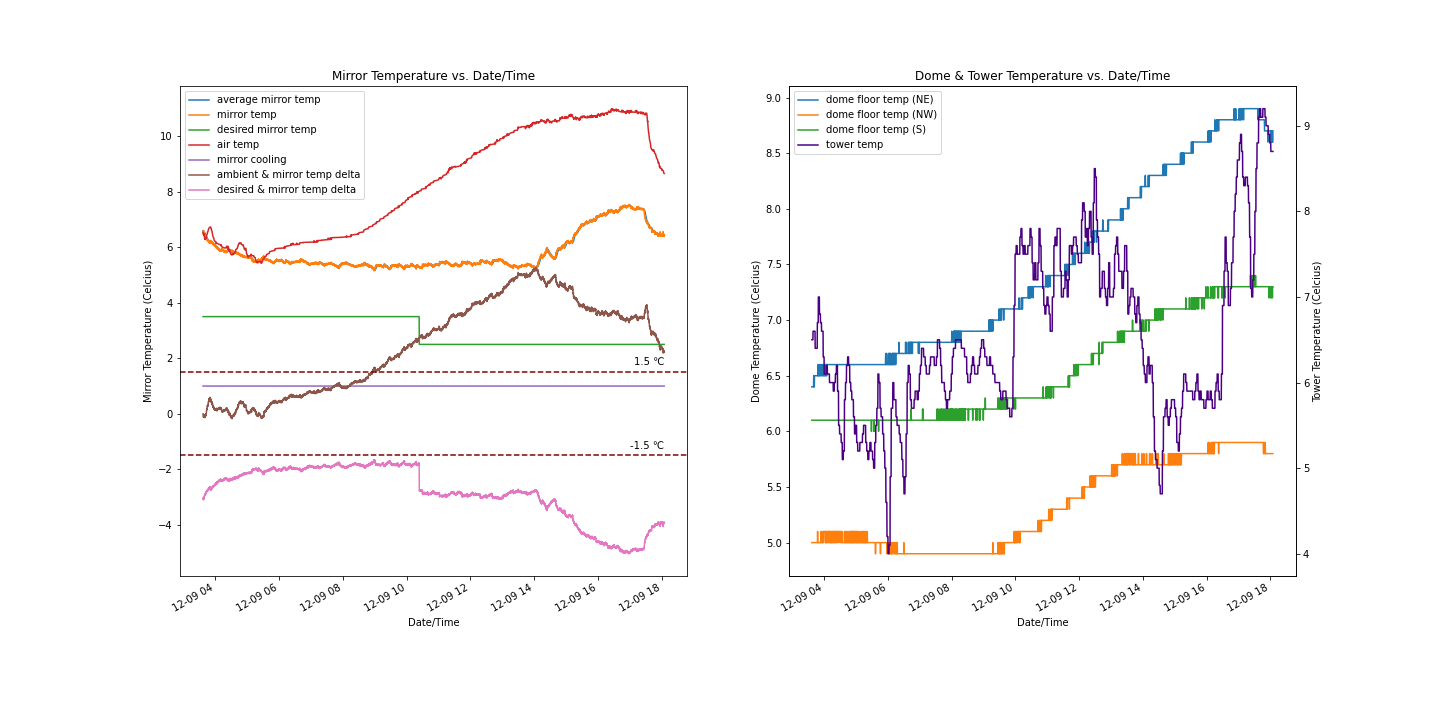 Mirror Temperature vs. Date/Time
average mirror temp
mirror temp
desired mirror temp
air temp
mirror cooling
ambient & mirror temp delta
desired & mirror temp delta
10
8
6
4
2
0
−2
−4
Mirror Temperature (Celcius)
1.5 °C
-1.5 °C
12-09 04
12-09 06
12-09 08
12-09 10
12-09 12
12-09 14
12-09 16
12-09 18
Date/Time
Dome & Tower Temperature vs. Date/Time
dome floor temp (NE)
dome floor temp (NW)
dome floor temp (S)
tower temp
9.0
8.5
8.0
7.5
7.0
6.5
6.0
5.5
5.0
Dome Temperature (Celcius)
9
8
7
6
5
4
Tower Temperature (Celcius)
12-09 04
12-09 06
12-09 08
12-09 10
12-09 12
12-09 14
12-09 16
12-09 18
Date/Time